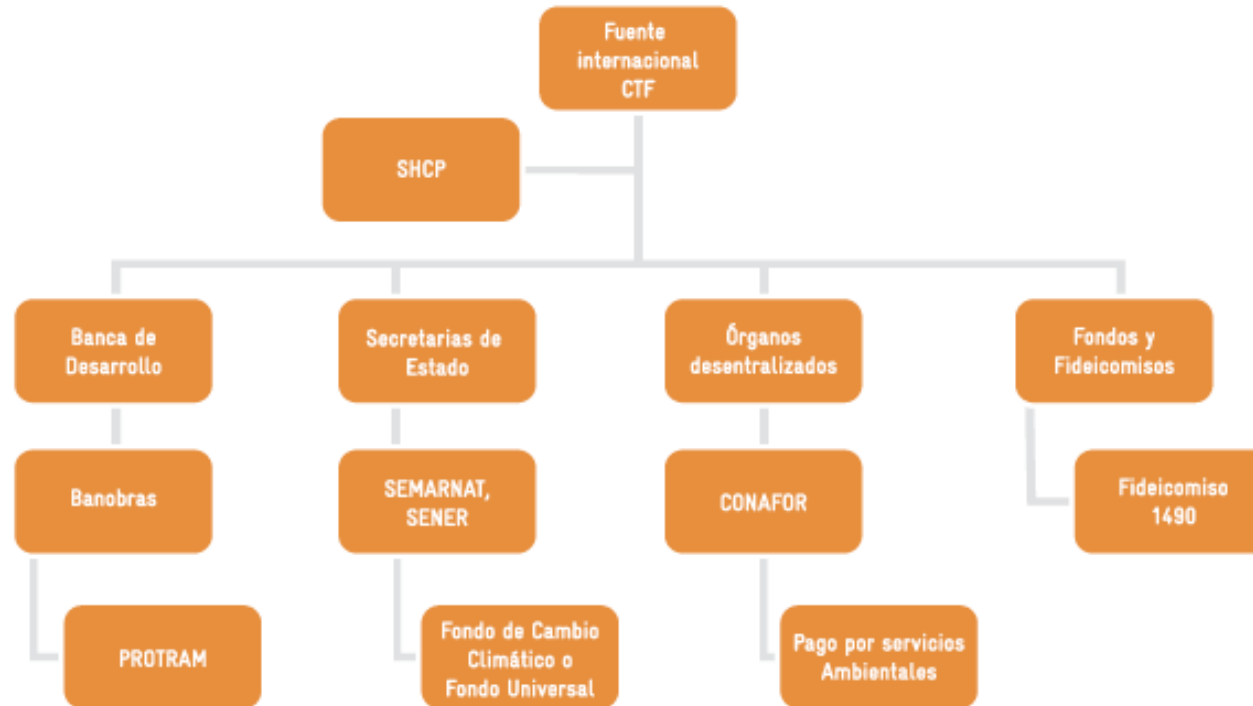 Fuente
internacional
CTF
SHCP
Banca de
Desarrollo
Secretarias de
Estado
Órganos
desentralizados
Fondos y
Fideicomisos
Banobras
SEMARNAT,
SENER
CONAFOR
Fideicomiso
1490
PROTRAM
Fondo de Cambio
Climático o
Fondo Universal
Pago por servicios
Ambientales